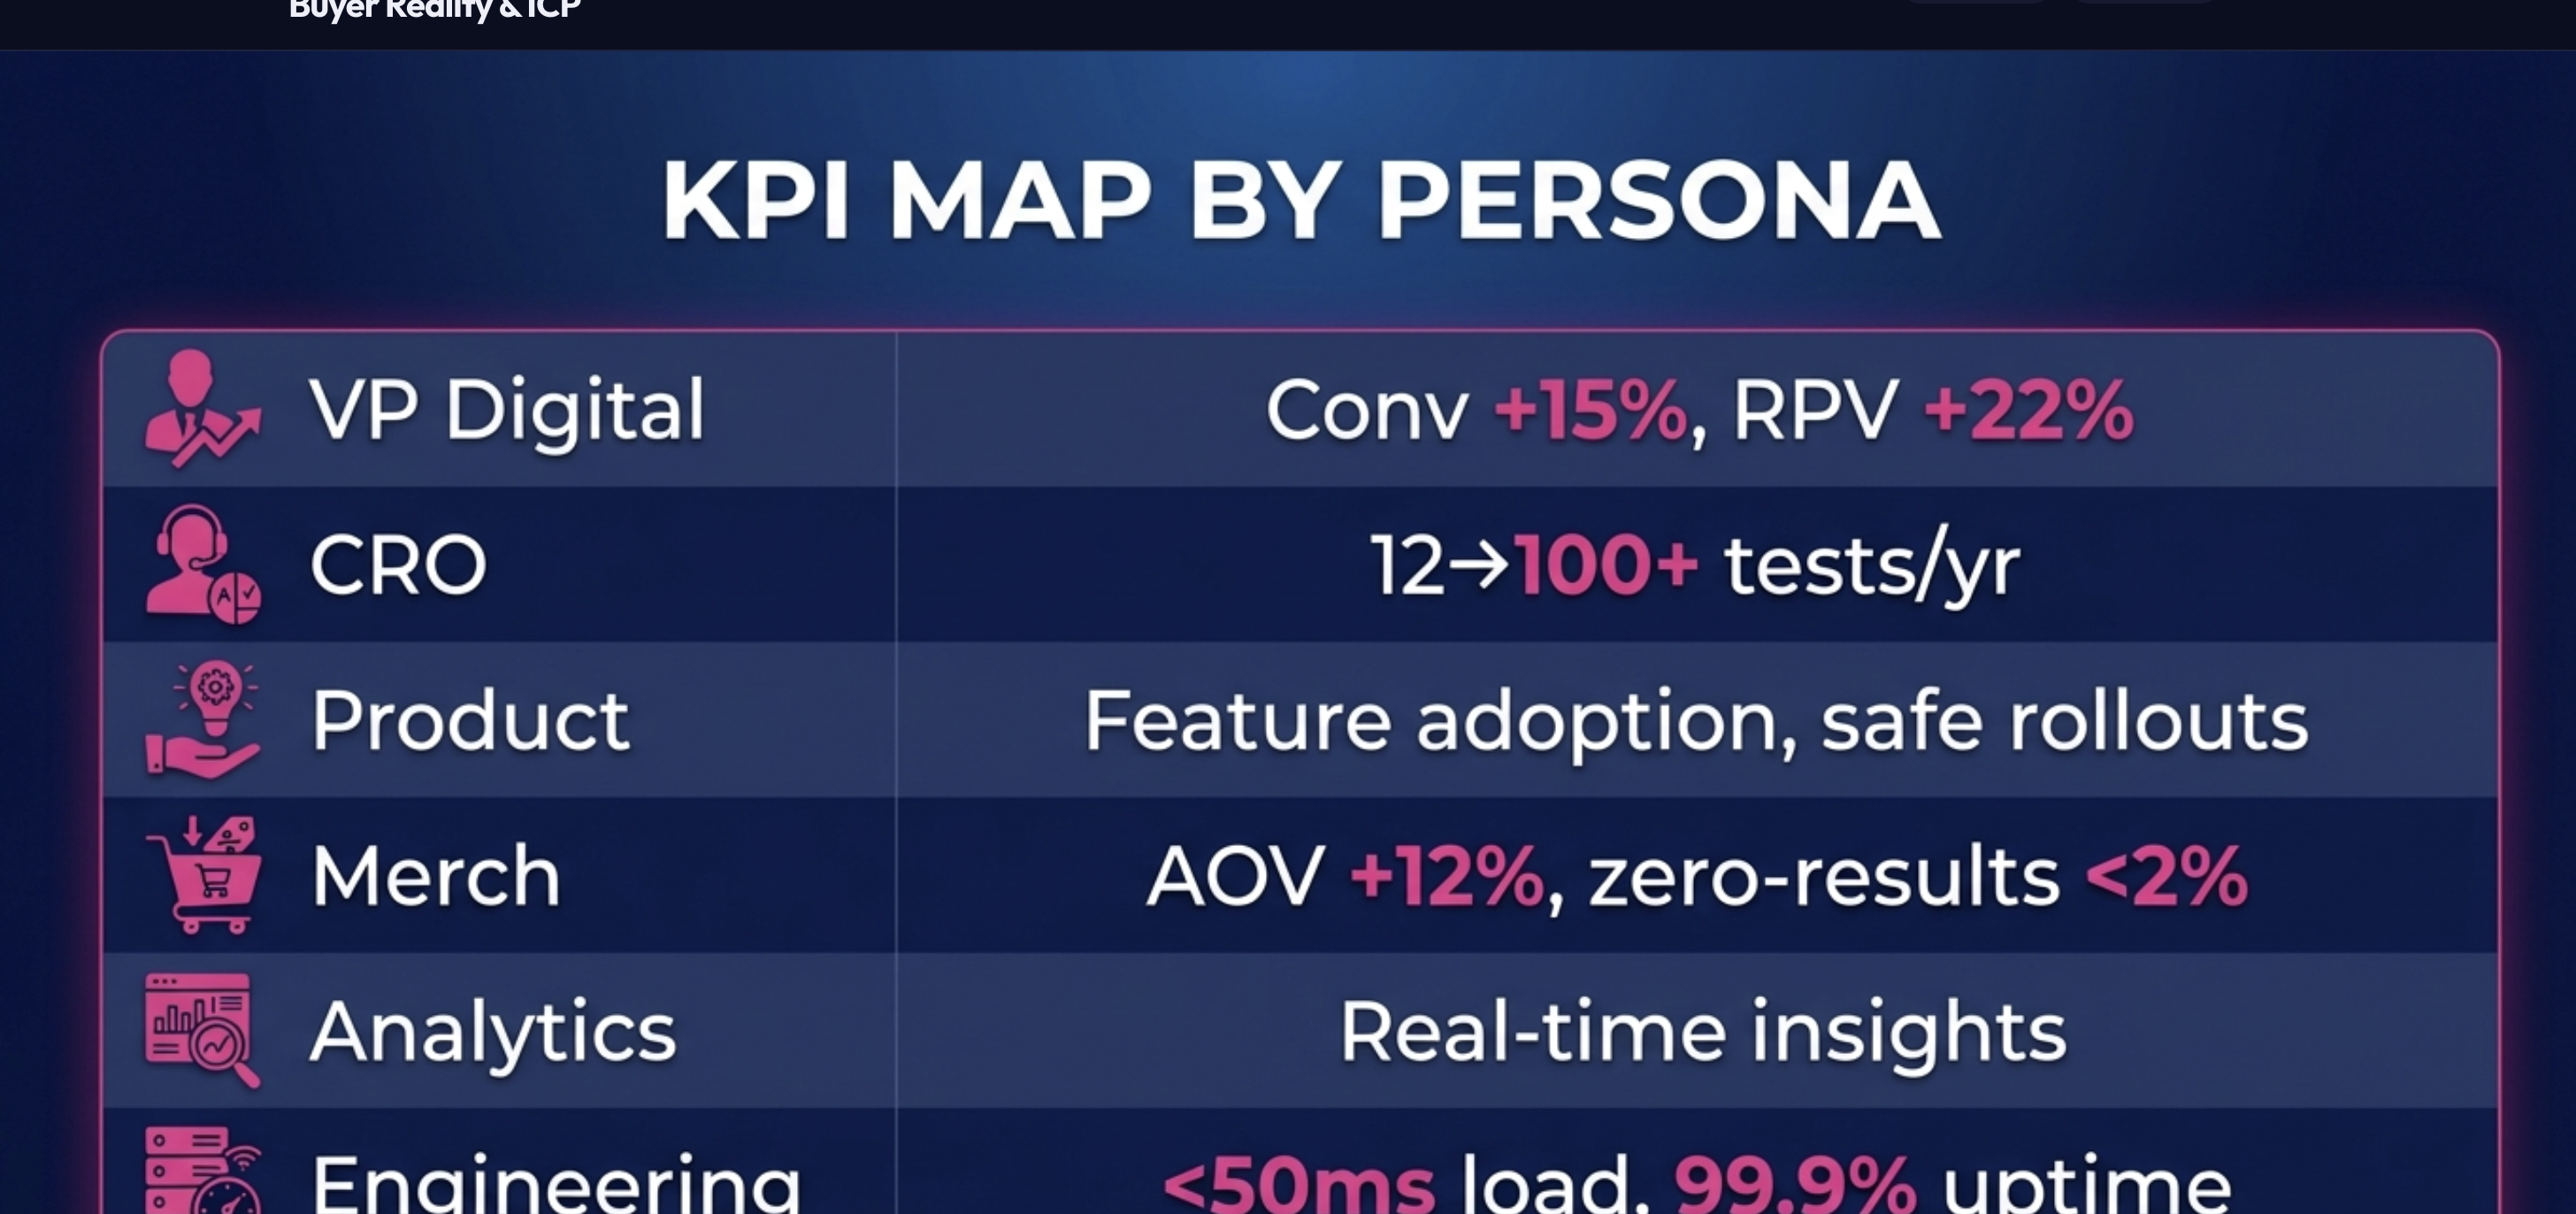 Buyer Reality & ICP
KPI MAP BY PERSONA
VP Digital
Conv +15%, RPV +22%
CRO
12→100+ tests/yr
Product
Feature adoption, safe rollouts
Merch
AOV +12%, zero-results <2%
Analytics
Real-time insights
Engineering
<50ms load, 99.9% uptime